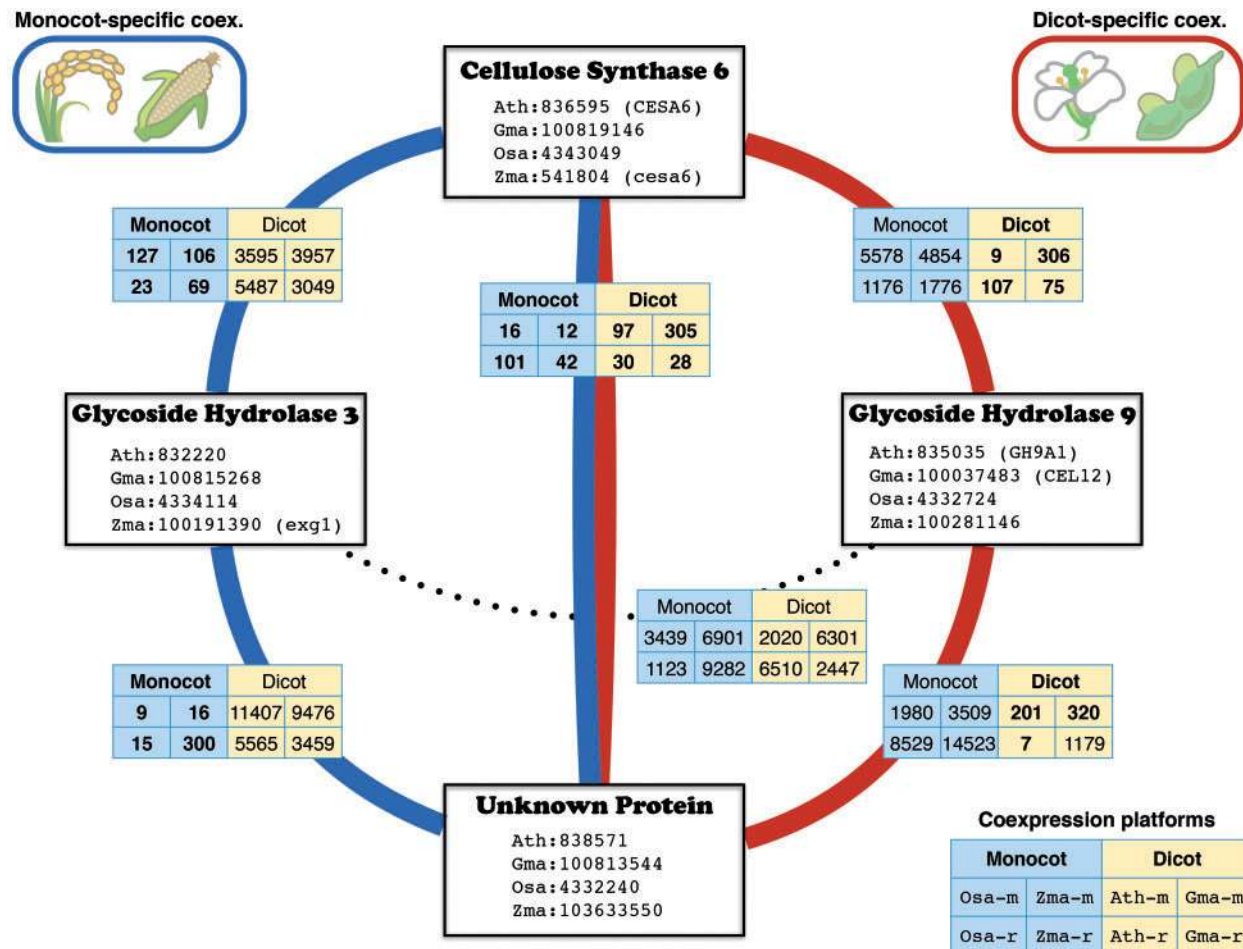 Monocot-specific coex.
Dicot-specific coex.
Cellulose Synthase 6
Ath:836595 (CESA6)
Gma:100819146
Osa:4343049
Zma:541804 (cesa6)
Monocot Dicot
127 106 3595 3957
23 69 5487 3049
Monocot Dicot
16 12 97 305
101 42 30 28
Monocot Dicot
5578 4854 9 306
1176 1776 107 75
Glycoside Hydrolase 3
Ath:832220
Gma:100815268
Osa:4334114
Zma:100191390 (exg1)
Glycoside Hydrolase 9
Ath:835035 (GH9A1)
Gma:100037483 (CEL12)
Osa:4332724
Zma:100281146
Monocot Dicot
3439 6901 2020 6301
1123 9282 6510 2447
Monocot Dicot
9 16 11407 9476
15 300 5565 3459
Monocot Dicot
1980 3509 201 320
8529 14523 7 1179
Unknown Protein
Ath:838571
Gma:100813544
Osa:4332240
Zma:103633550
Coexpression platforms
Monocot Dicot
Osa-m Zma-m Ath-m Gma-m
Osa-r Zma-r Ath-r Gma-r